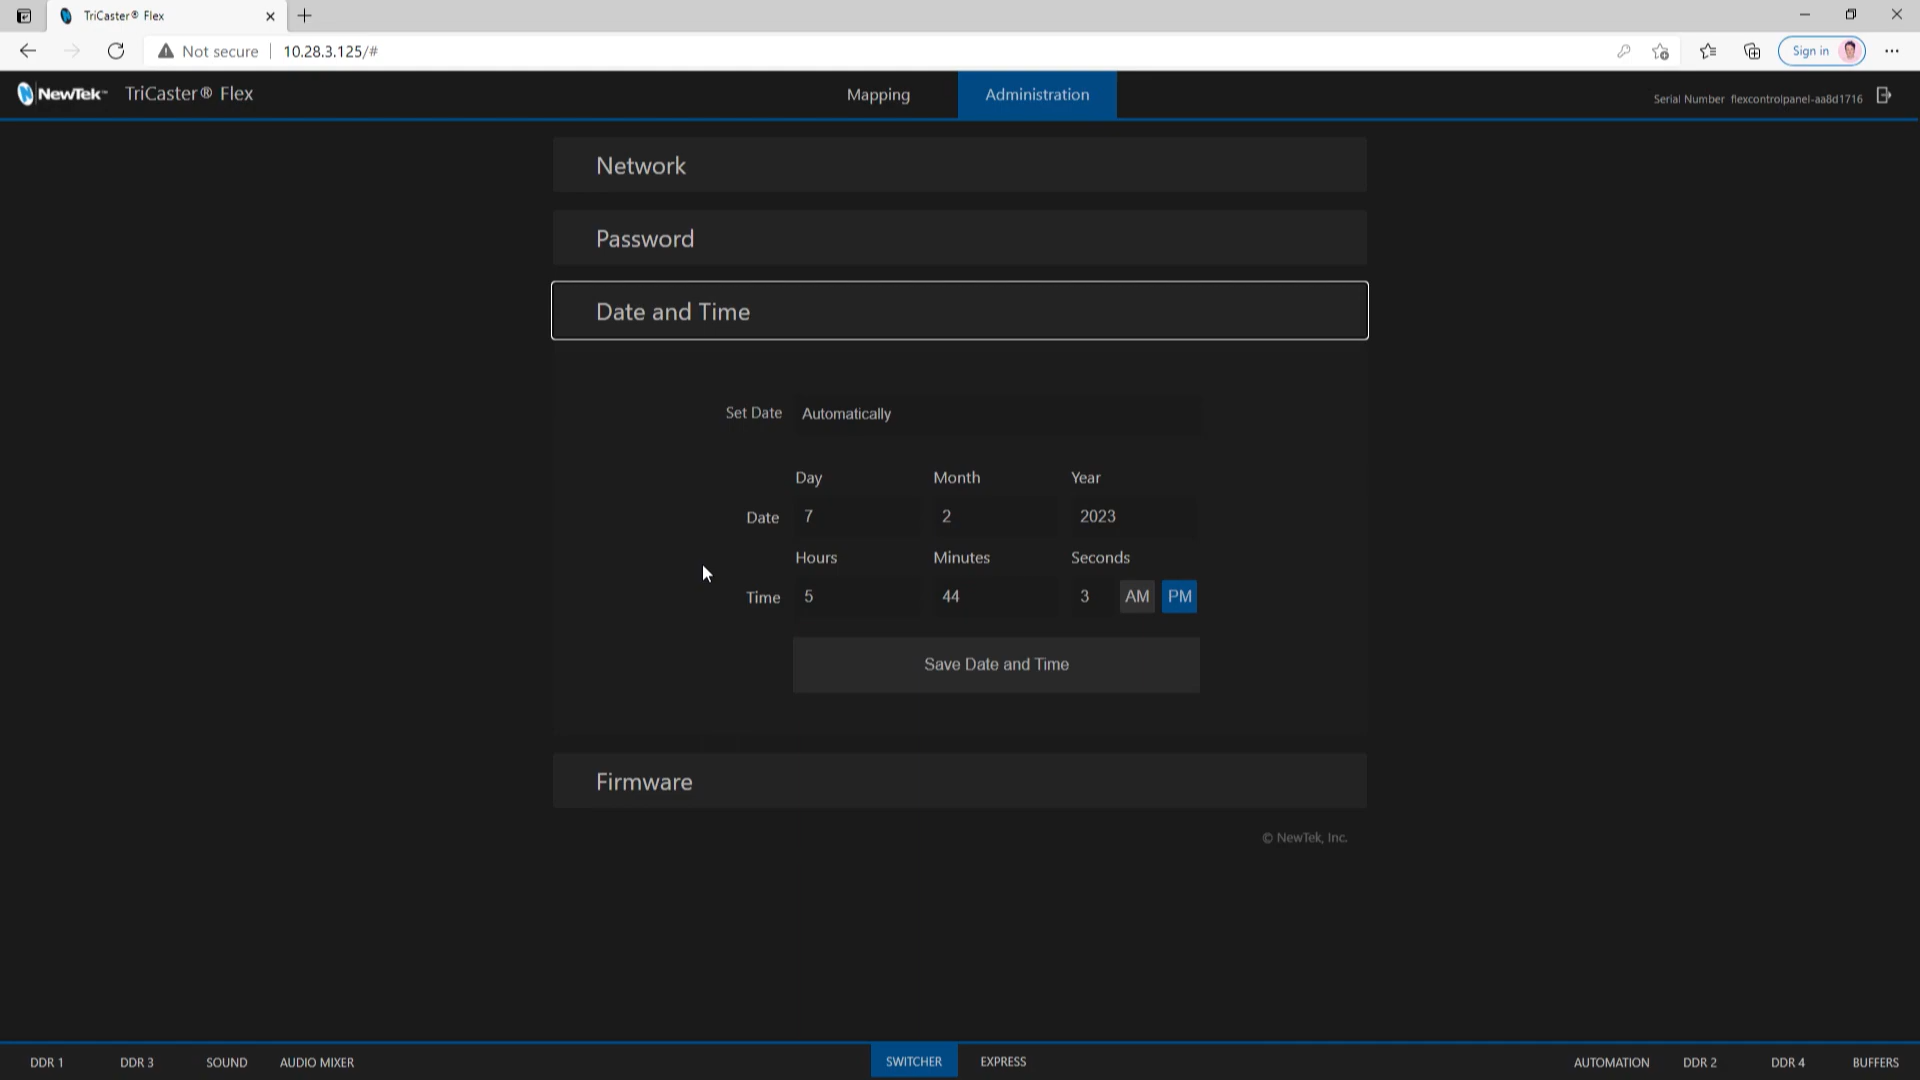 TriCaster® Flex
Not secure
10.28.3.125/#
Sign in
NewTek™ TriCaster® Flex
Mapping
Administration
Serial Number flexcontrolpanel-aa8d1716
Network
Password
Date and Time
Set Date Automatically
Day Month Year
Date 7 2 2023
Hours Minutes Seconds
Time 5 44 3 AM PM
Save Date and Time
Firmware
© NewTek, Inc.
DDR 1 DDR 3 SOUND AUDIO MIXER SWITCHER EXPRESS AUTOMATION DDR 2 DDR 4 BUFFERS